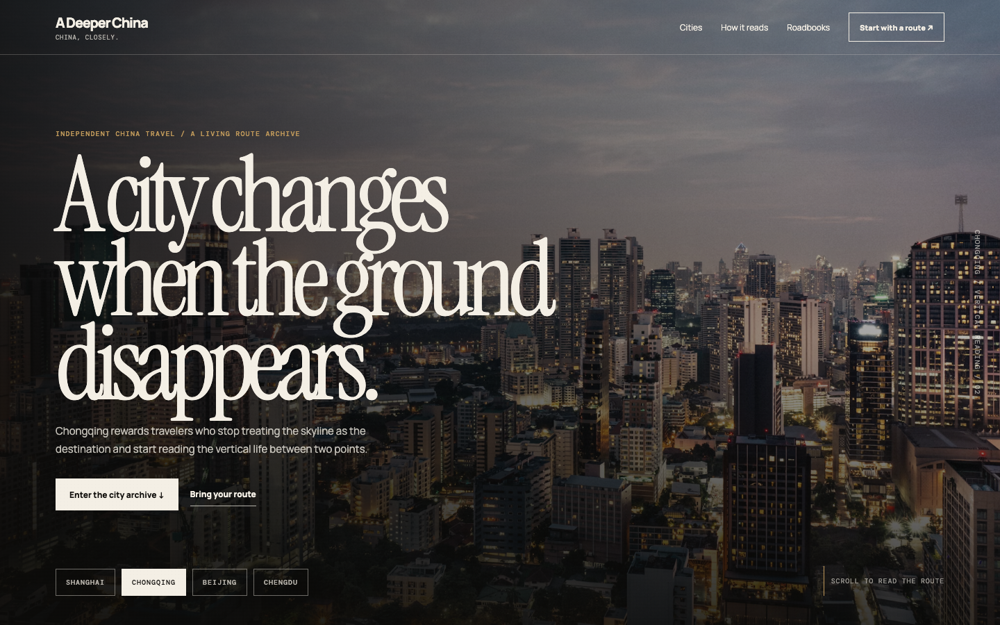 A Deeper China
CHINA, CLOSELY.
Cities
How it reads
Roadbooks
Start with a route ↗
INDEPENDENT CHINA TRAVEL / A LIVING ROUTE ARCHIVE
A city changes
when the ground
disappears.
Chongqing rewards travelers who stop treating the skyline as the
destination and start reading the vertical life between two points.
Enter the city archive ↓
Bring your route
SHANGHAI
CHONGQING
BEIJING
CHENGDU
SCROLL TO READ THE ROUTE
CHONGQING / VERTICAL READING / 02